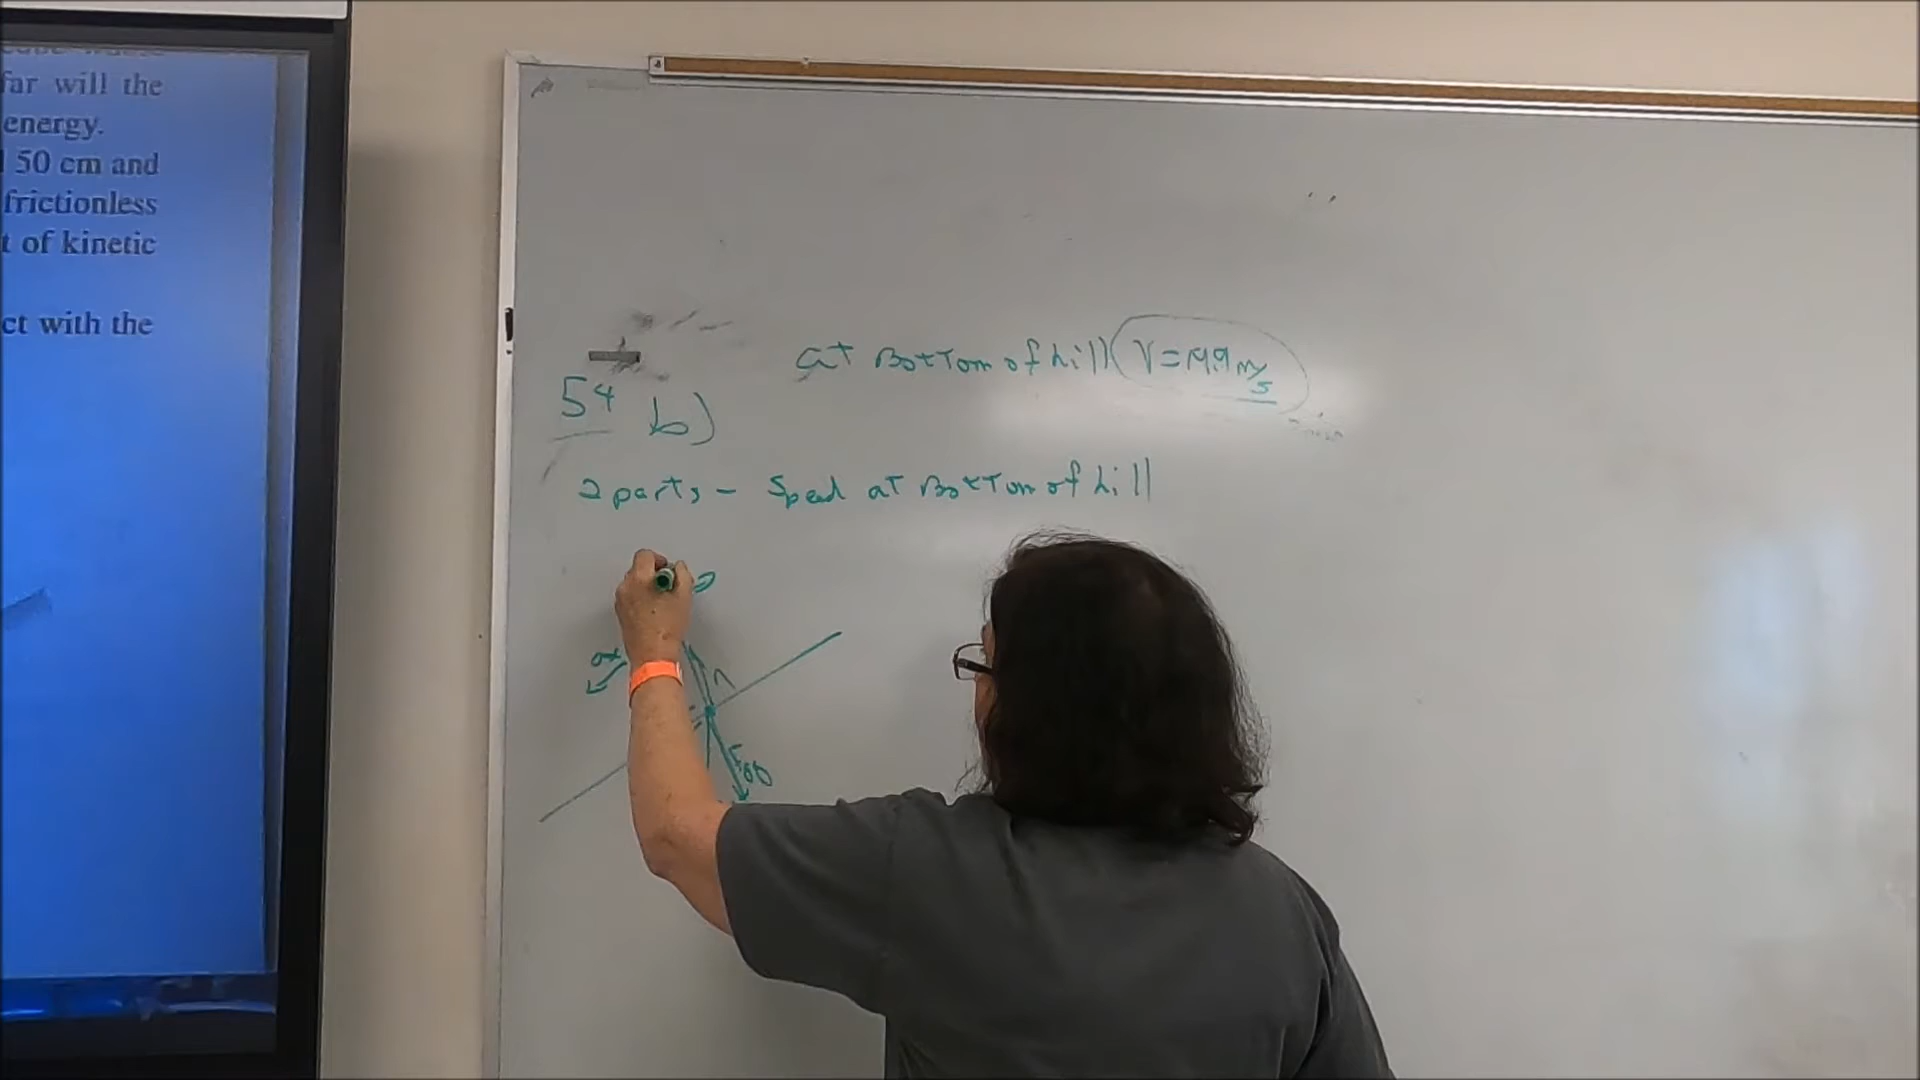 far will the
energy.
50 cm and
frictionless
t of kinetic
ct with the
at Bottom of hill V=19.9 m/s
54 b)
2 parts - Speed at Bottom of hill
n